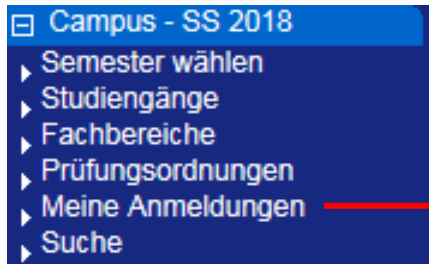 Campus - SS 2018
Semester wählen
Studiengänge
Fachbereiche
Prüfungsordnungen
Meine Anmeldungen
Suche